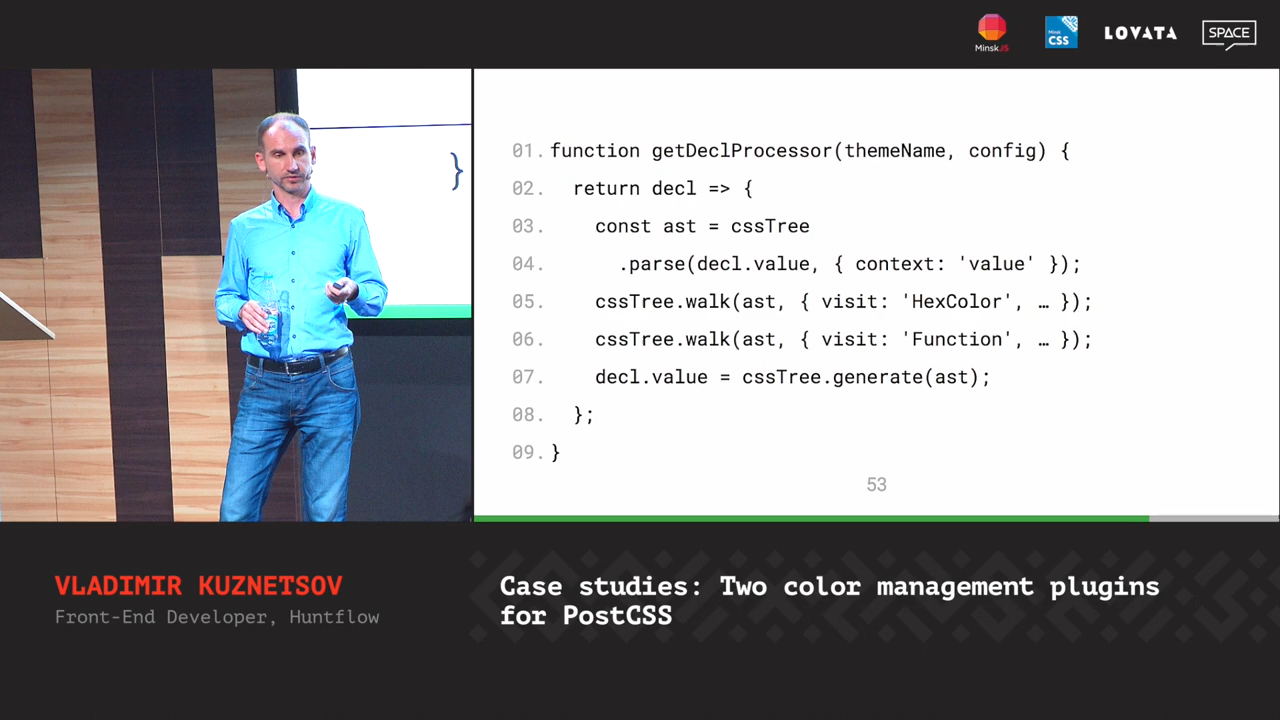 MinskJS
Minsk
CSS
LOVATA
SPACE
}
01. function getDeclProcessor(themeName, config) {
02. return decl => {
03. const ast = cssTree
04. .parse(decl.value, { context: 'value' });
05. cssTree.walk(ast, { visit: 'HexColor', … });
06. cssTree.walk(ast, { visit: 'Function', … });
07. decl.value = cssTree.generate(ast);
08. };
09. }
53
VLADIMIR KUZNETSOV
Front-End Developer, Huntflow
Case studies: Two color management plugins
for PostCSS